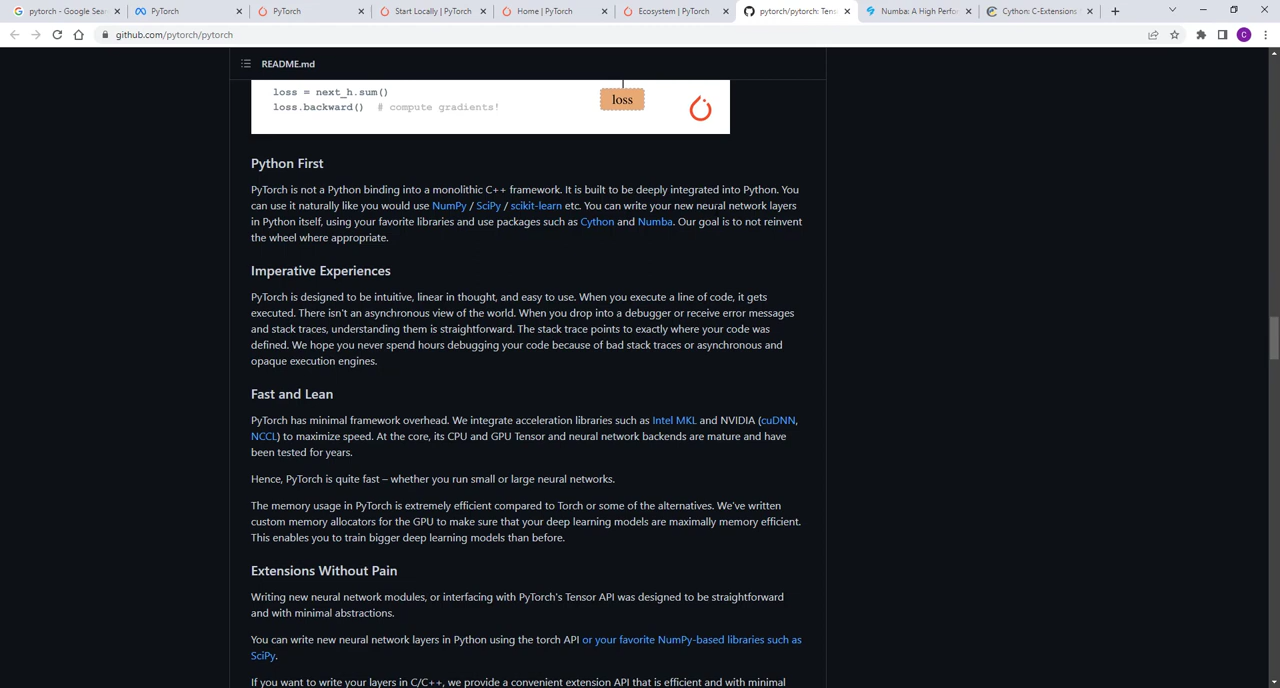 pytorch - Google Sear
PyTorch
PyTorch
Start Locally | PyTorch
Home | PyTorch
Ecosystem | PyTorch
pytorch/pytorch: Tens
Numba: A High Perfo
Cython: C-Extensions
github.com/pytorch/pytorch
C
README.md
loss = next_h.sum()
loss.backward()  # compute gradients!
loss
Python First
PyTorch is not a Python binding into a monolithic C++ framework. It is built to be deeply integrated into Python. You
can use it naturally like you would use NumPy / SciPy / scikit-learn etc. You can write your new neural network layers
in Python itself, using your favorite libraries and use packages such as Cython and Numba. Our goal is to not reinvent
the wheel where appropriate.
Imperative Experiences
PyTorch is designed to be intuitive, linear in thought, and easy to use. When you execute a line of code, it gets
executed. There isn't an asynchronous view of the world. When you drop into a debugger or receive error messages
and stack traces, understanding them is straightforward. The stack trace points to exactly where your code was
defined. We hope you never spend hours debugging your code because of bad stack traces or asynchronous and
opaque execution engines.
Fast and Lean
PyTorch has minimal framework overhead. We integrate acceleration libraries such as Intel MKL and NVIDIA (cuDNN,
NCCL) to maximize speed. At the core, its CPU and GPU Tensor and neural network backends are mature and have
been tested for years.
Hence, PyTorch is quite fast – whether you run small or large neural networks.
The memory usage in PyTorch is extremely efficient compared to Torch or some of the alternatives. We've written
custom memory allocators for the GPU to make sure that your deep learning models are maximally memory efficient.
This enables you to train bigger deep learning models than before.
Extensions Without Pain
Writing new neural network modules, or interfacing with PyTorch's Tensor API was designed to be straightforward
and with minimal abstractions.
You can write new neural network layers in Python using the torch API or your favorite NumPy-based libraries such as
SciPy.
If you want to write your layers in C/C++, we provide a convenient extension API that is efficient and with minimal